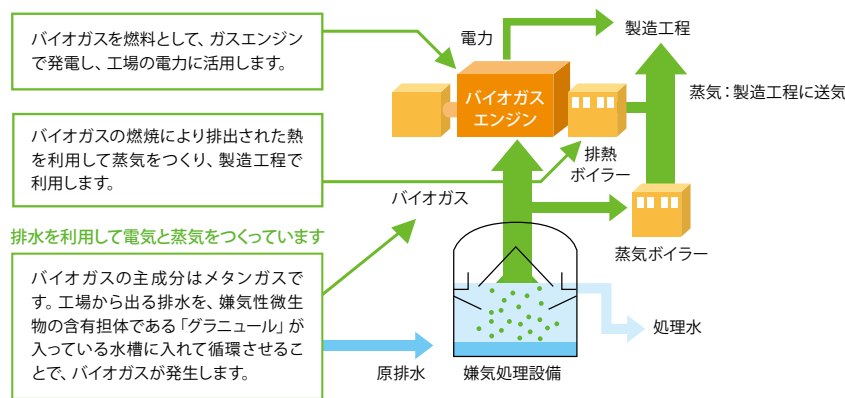 バイオガスを燃料として、ガスエンジン
で発電し、工場の電力に活用します。
電力
製造工程
バイオガス
エンジン
蒸気：製造工程に送気
バイオガスの燃焼により排出された熱
を利用して蒸気をつくり、製造工程で
利用します。
排熱
ボイラー
バイオガス
排水を利用して電気と蒸気をつくっています
蒸気ボイラー
バイオガスの主成分はメタンガスで
す。工場から出る排水を、嫌気性微生
物の含有担体である「グラニュール」が
入っている水槽に入れて循環させるこ
とで、バイオガスが発生します。
処理水
原排水
嫌気処理設備